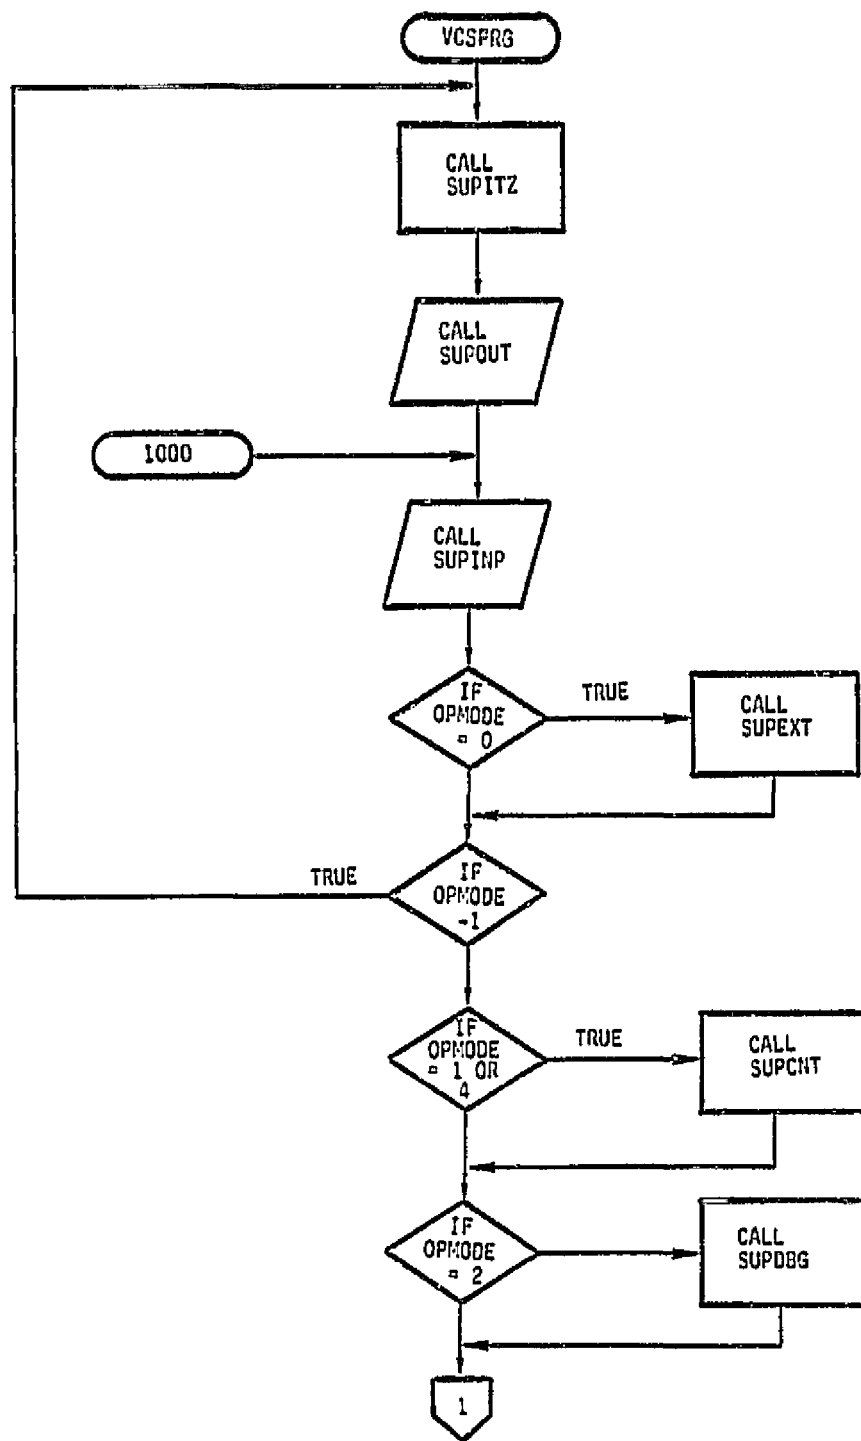 VCSPRG
CALL
SUPITZ
CALL
SUPOUT
1000
CALL
SUPINP
IF
OPMODE
= 0
TRUE
CALL
SUPEXT
TRUE
IF
OPMODE
-1
IF
OPMODE
= 1 OR
4
TRUE
CALL
SUPCNT
IF
OPMODE
= 2
CALL
SUPDBG
1